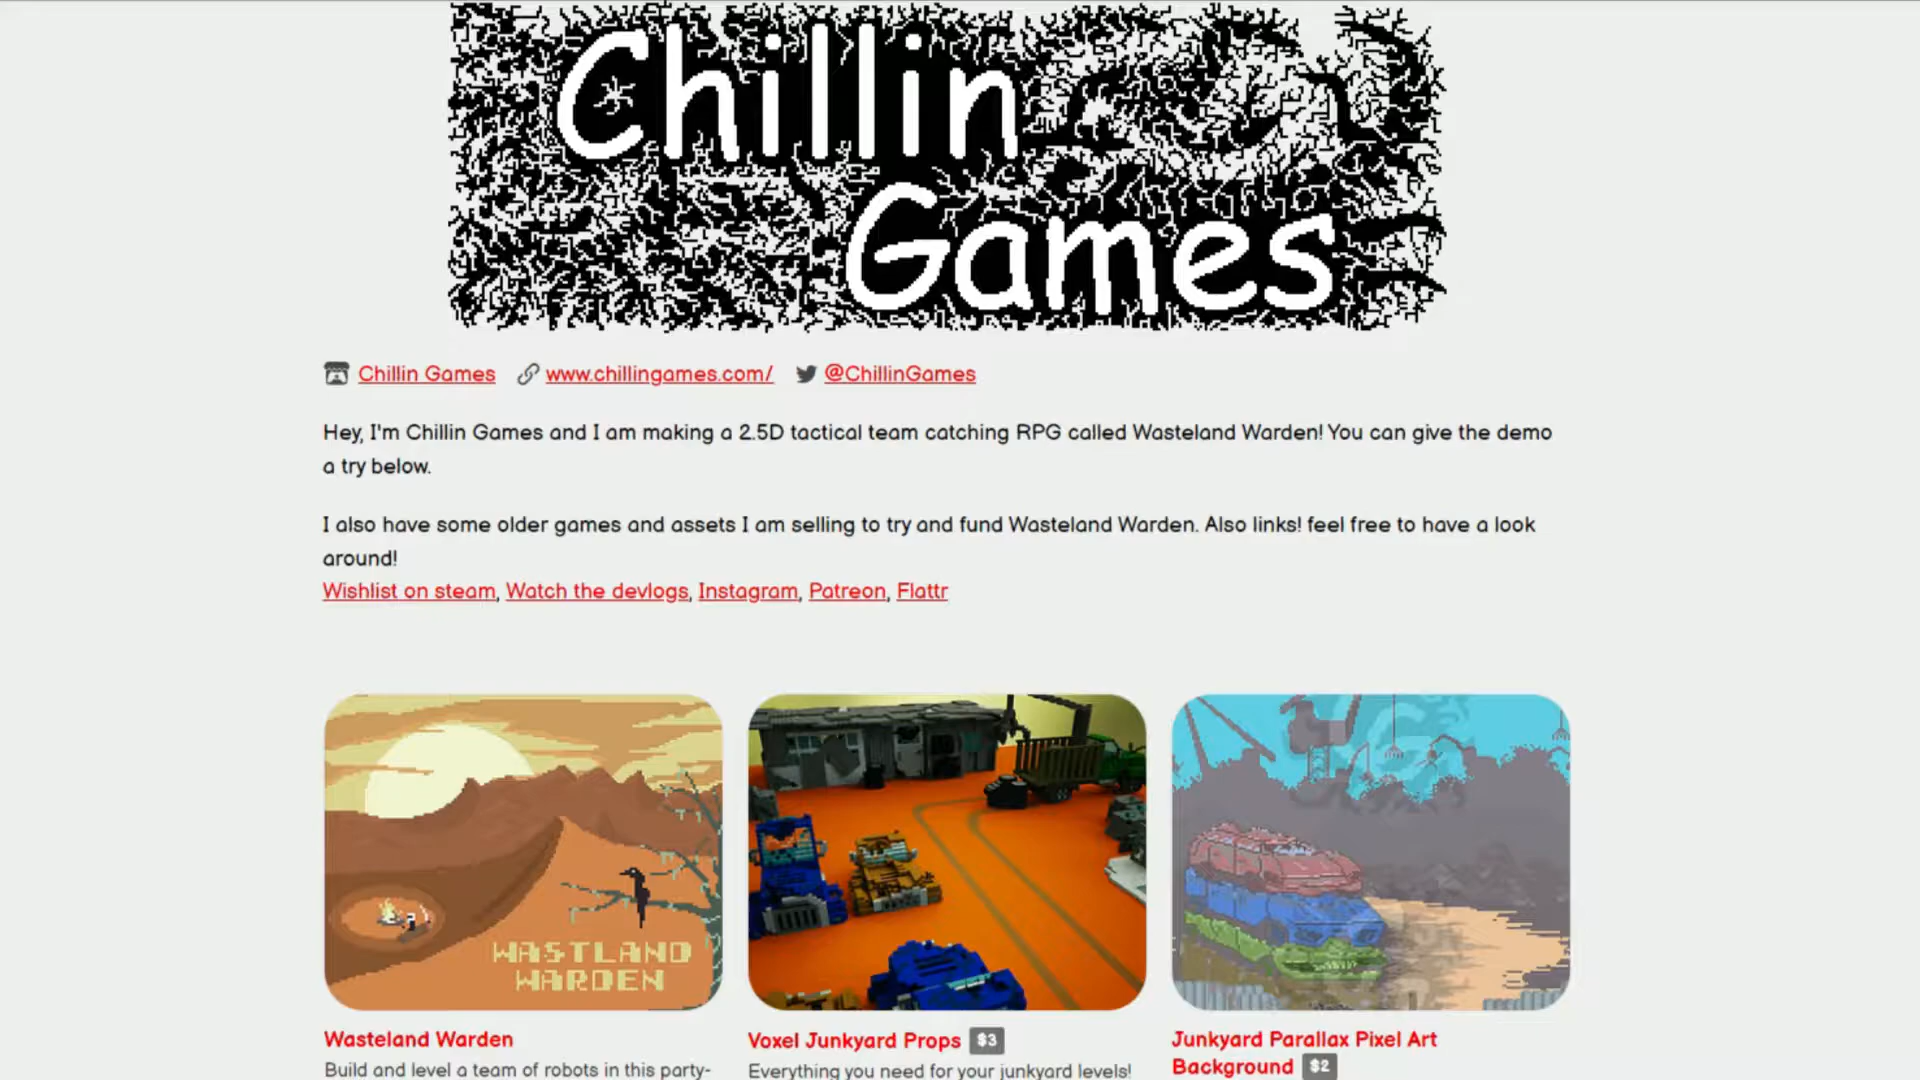 Chillin
Games
Chillin Games www.chillingames.com/ @ChillinGames
Hey, I'm Chillin Games and I am making a 2.5D tactical team catching RPG called Wasteland Warden! You can give the demo
a try below.
I also have some older games and assets I am selling to try and fund Wasteland Warden. Also links! feel free to have a look
around!
Wishlist on steam, Watch the devlogs, Instagram, Patreon, Flattr
WASTLAND
WARDEN
Wasteland Warden
Build and level a team of robots in this party-
Voxel Junkyard Props $3
Everything you need for your junkyard levels!
Junkyard Parallax Pixel Art
Background $2